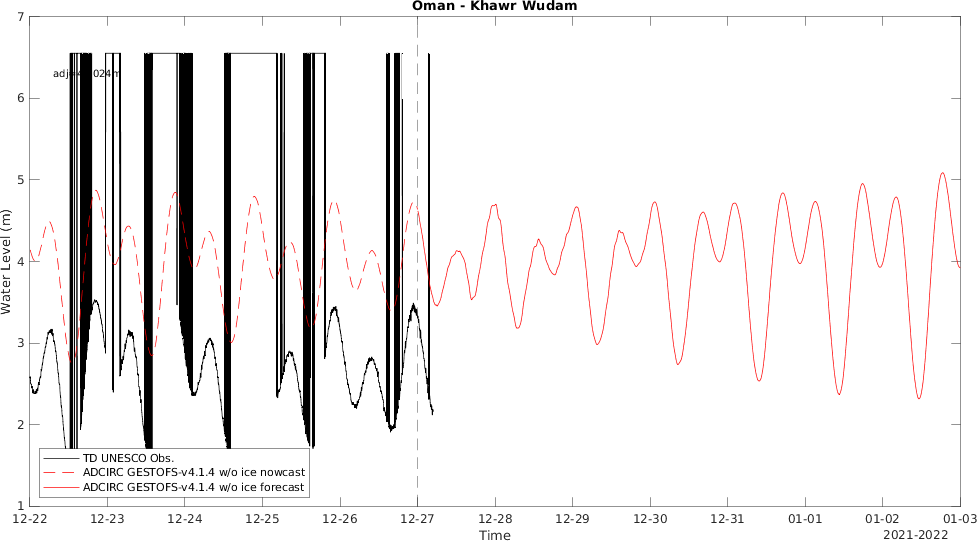 Oman - Khawr Wudam
7
6
5
4
3
2
1
Water Level (m)
TD UNESCO Obs.
ADCIRC GESTOFS-v4.1.4 w/o ice nowcast
ADCIRC GESTOFS-v4.1.4 w/o ice forecast
12-22 12-23 12-24 12-25 12-26 12-27 12-28 12-29 12-30 12-31 01-01 01-02 01-03
Time
2021-2022